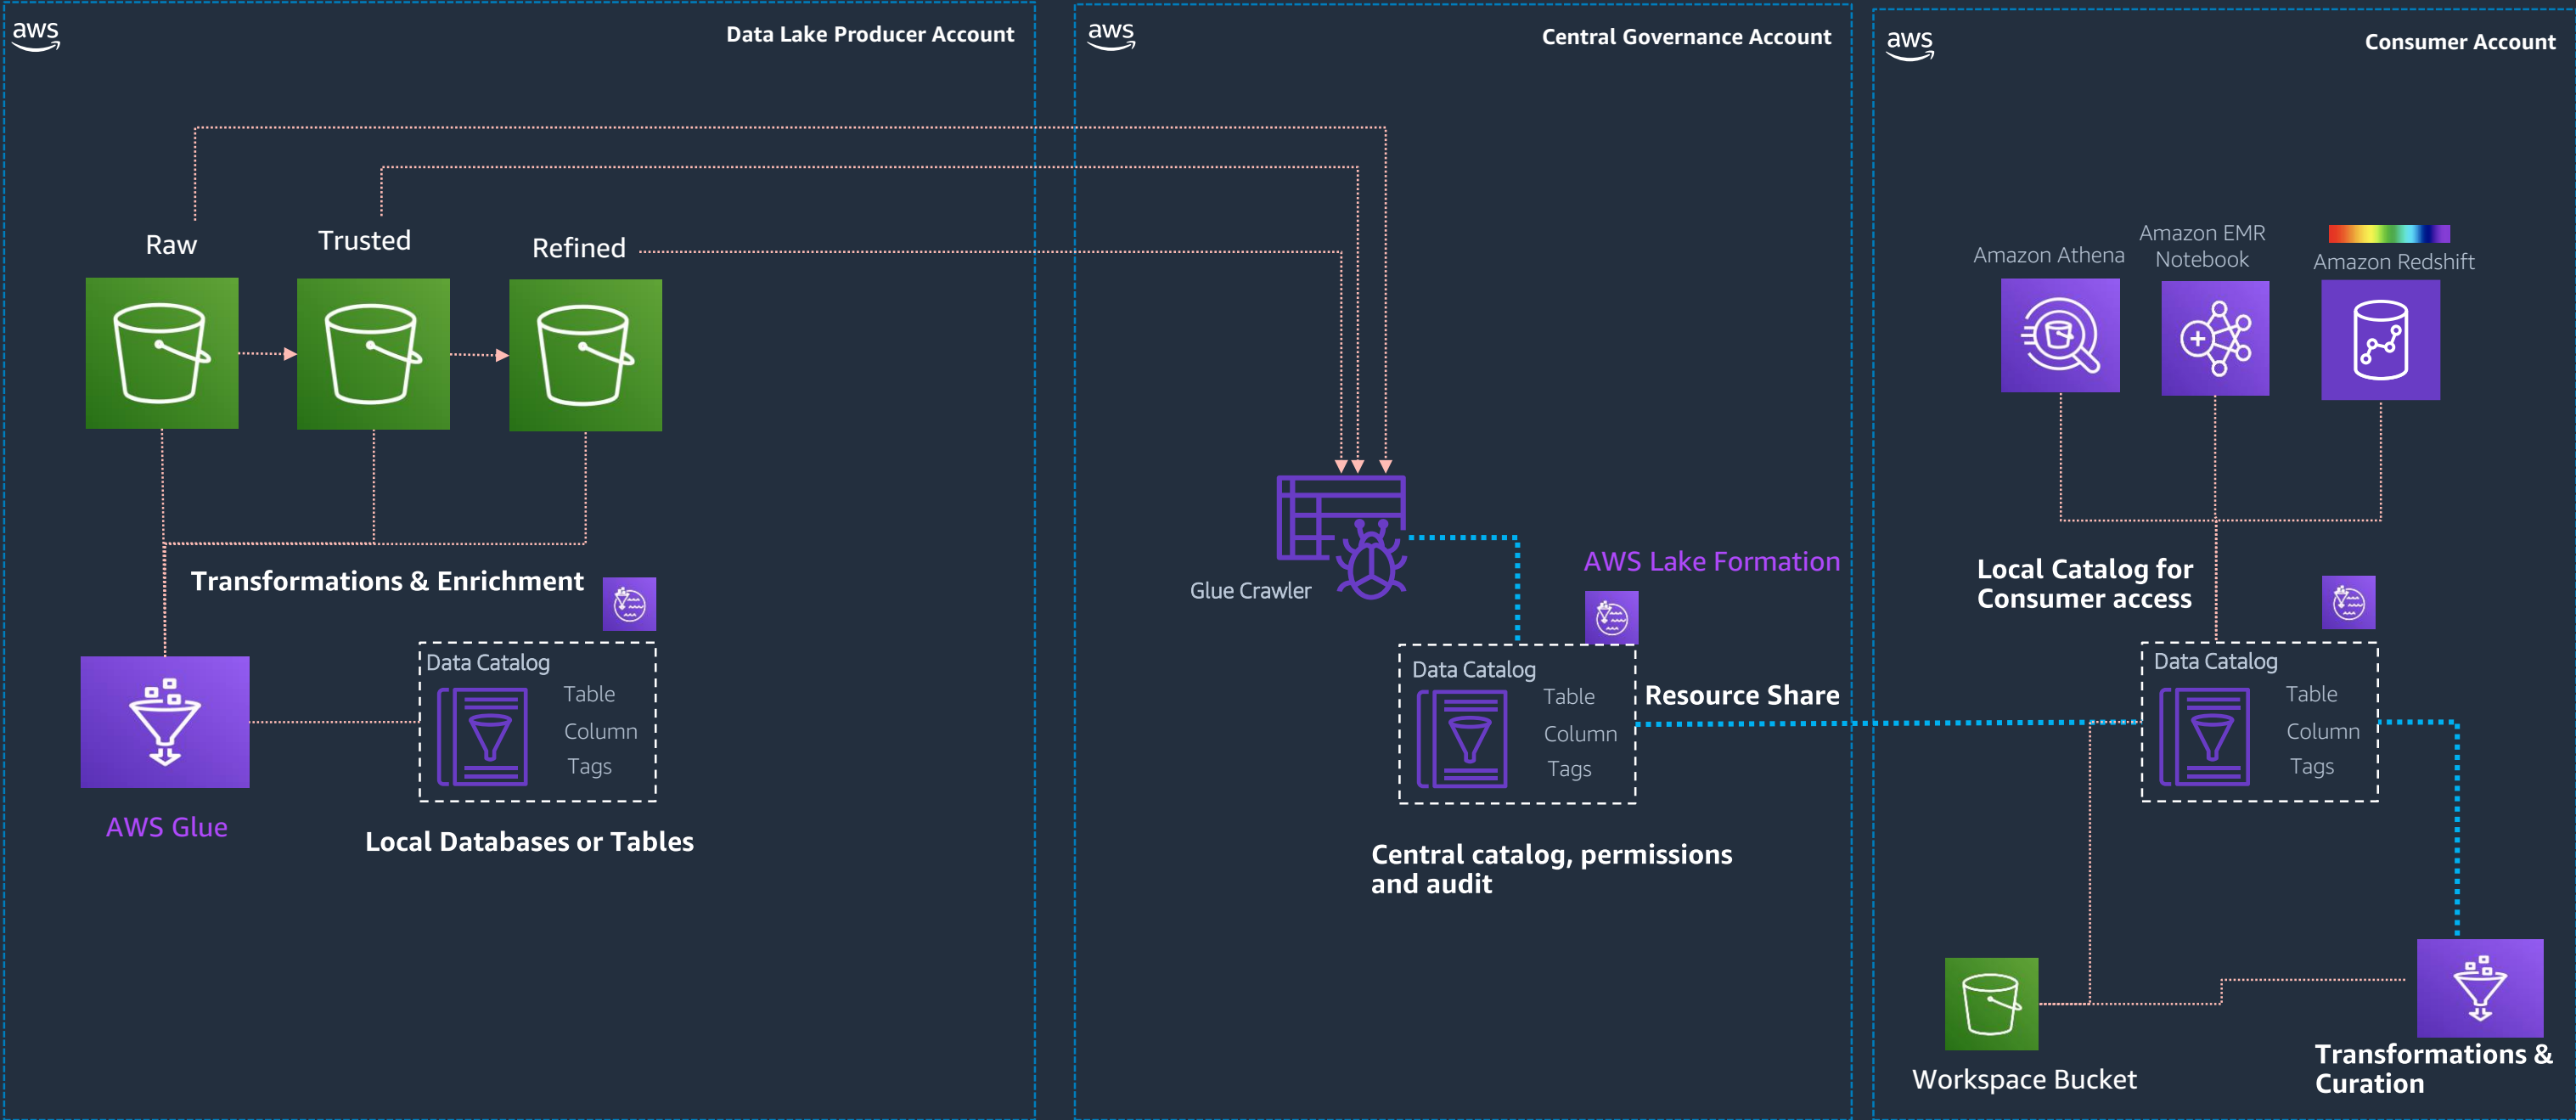 aws
Data Lake Producer Account
Raw
Trusted
Refined
Transformations & Enrichment
AWS Glue
Data Catalog
Table
Column
Tags
Local Databases or Tables
aws
Central Governance Account
Glue Crawler
AWS Lake Formation
Data Catalog
Table
Column
Tags
Resource Share
Central catalog, permissions
and audit
aws
Consumer Account
Amazon Athena
Amazon EMR
Notebook
Amazon Redshift
Local Catalog for
Consumer access
Data Catalog
Table
Column
Tags
Workspace Bucket
Transformations &
Curation